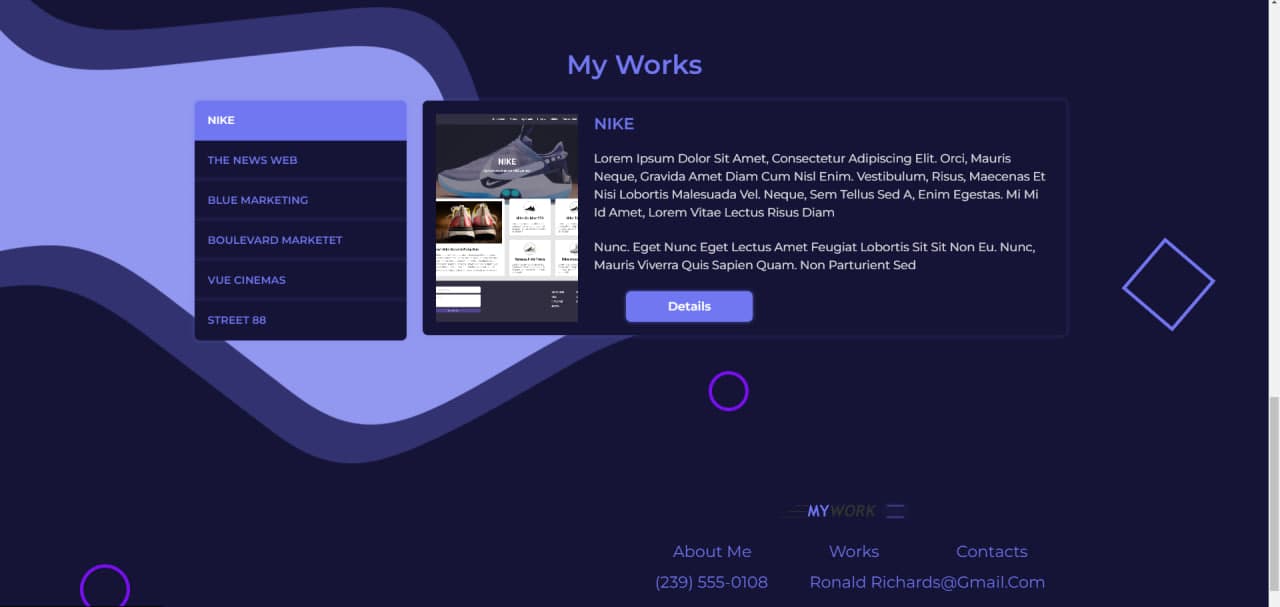 My Works
NIKE
THE NEWS WEB
BLUE MARKETING
BOULEVARD MARKETET
VUE CINEMAS
STREET 88
NIKE
NIKE
Lorem Ipsum Dolor Sit Amet, Consectetur Adipiscing Elit. Orci, Mauris
Neque, Gravida Amet Diam Cum Nisl Enim. Vestibulum, Risus, Maecenas Et
Nisi Lobortis Malesuada Vel. Neque, Sem Tellus Sed A, Enim Egestas. Mi Mi
Id Amet, Lorem Vitae Lectus Risus Diam
Nunc. Eget Nunc Eget Lectus Amet Feugiat Lobortis Sit Sit Non Eu. Nunc,
Mauris Viverra Quis Sapien Quam. Non Parturient Sed
Details
MYWORK
About Me Works Contacts
(239) 555-0108 Ronald Richards@Gmail.Com